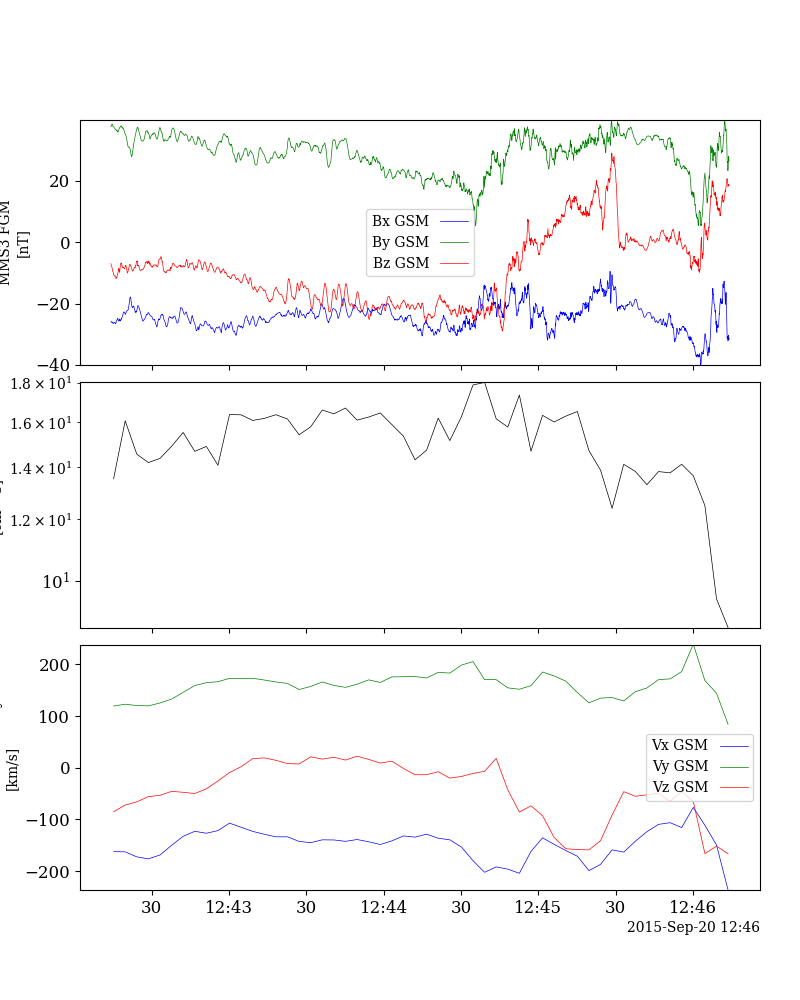 MMS3 FGM
[nT]
20
0
−20
−40
Bx GSM
By GSM
Bz GSM
1.8 × 10¹
1.6 × 10¹
1.4 × 10¹
1.2 × 10¹
10¹
[km/s]
200
100
0
−100
−200
Vx GSM
Vy GSM
Vz GSM
30 12:43 30 12:44 30 12:45 30 12:46
2015-Sep-20 12:46